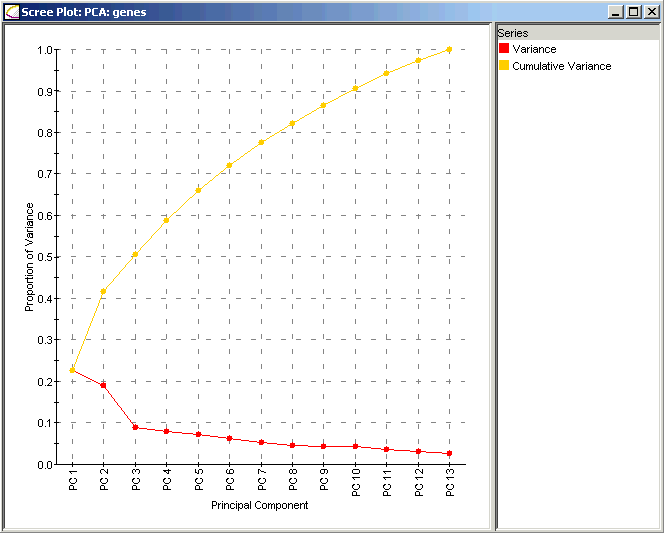 Scree Plot: PCA: genes
Series
Variance
Cumulative Variance
1.0
0.9
0.8
0.7
0.6
0.5
0.4
0.3
0.2
0.1
0.0
Proportion of Variance
PC 1
PC 2
PC 3
PC 4
PC 5
PC 6
PC 7
PC 8
PC 9
PC 10
PC 11
PC 12
PC 13
Principal Component